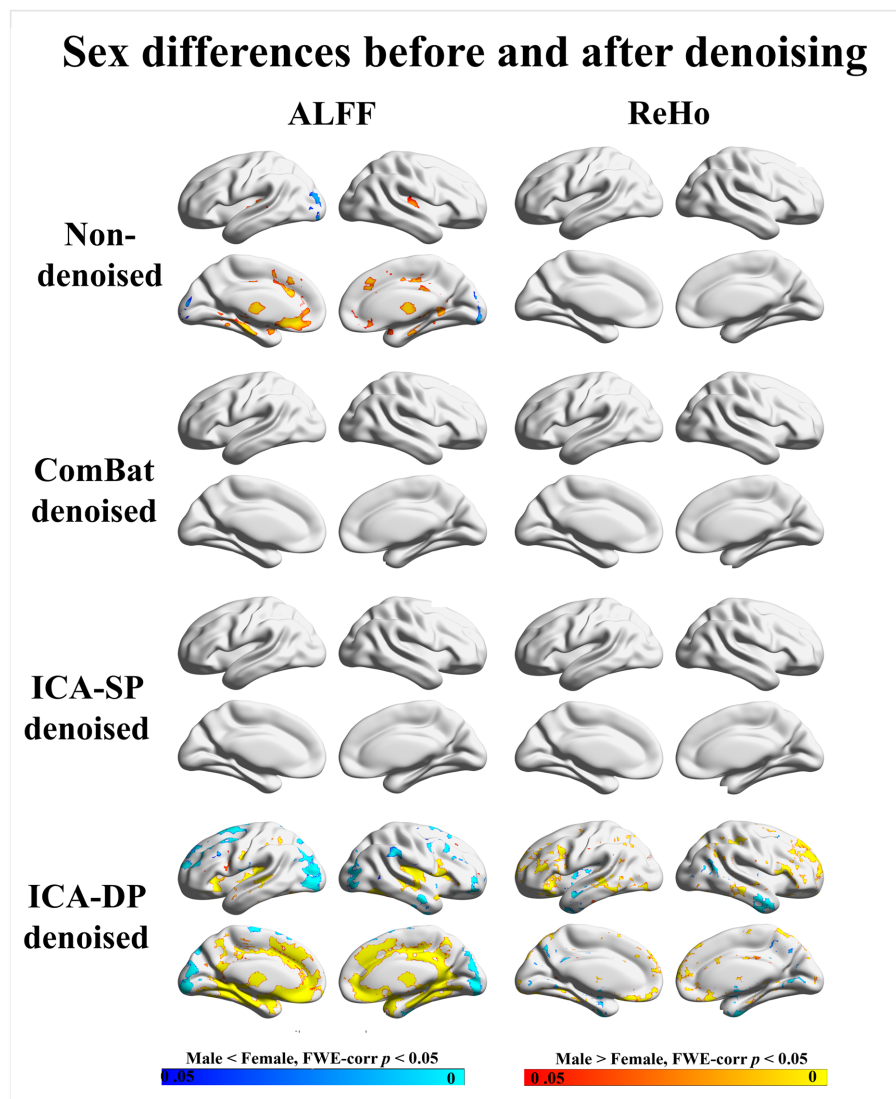 Sex differences before and after denoising
ALFF
ReHo
Non-
denoised
ComBat
denoised
ICA-SP
denoised
ICA-DP
denoised
Male < Female, FWE-corr p < 0.05
0 .05
0
Male > Female, FWE-corr p < 0.05
0 .05
0